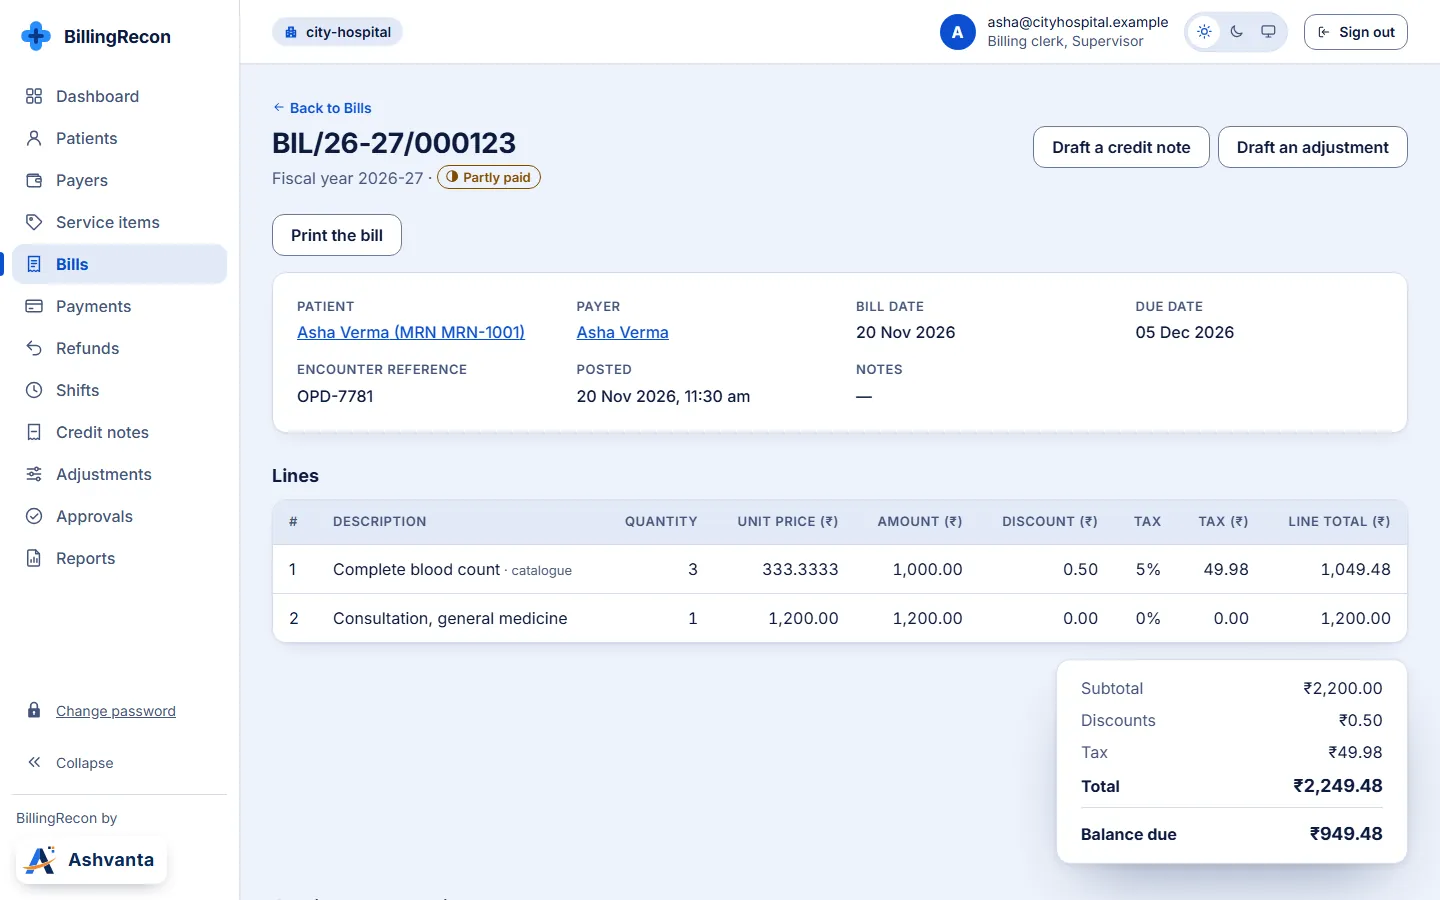 BillingRecon
city-hospital
A
asha@cityhospital.example
Billing clerk, Supervisor
Sign out
Dashboard
Patients
Payers
Service items
Bills
Payments
Refunds
Shifts
Credit notes
Adjustments
Approvals
Reports
Change password
Collapse
BillingRecon by
Ashvanta
← Back to Bills
BIL/26-27/000123
Fiscal year 2026-27 · Partly paid
Draft a credit note
Draft an adjustment
Print the bill
PATIENT
Asha Verma (MRN MRN-1001)
PAYER
Asha Verma
BILL DATE
20 Nov 2026
DUE DATE
05 Dec 2026
ENCOUNTER REFERENCE
OPD-7781
POSTED
20 Nov 2026, 11:30 am
NOTES
—
Lines
# DESCRIPTION QUANTITY UNIT PRICE (₹) AMOUNT (₹) DISCOUNT (₹) TAX TAX (₹) LINE TOTAL (₹)
1 Complete blood count · catalogue 3 333.3333 1,000.00 0.50 5% 49.98 1,049.48
2 Consultation, general medicine 1 1,200.00 1,200.00 0.00 0% 0.00 1,200.00
Subtotal ₹2,200.00
Discounts ₹0.50
Tax ₹49.98
Total ₹2,249.48
Balance due ₹949.48